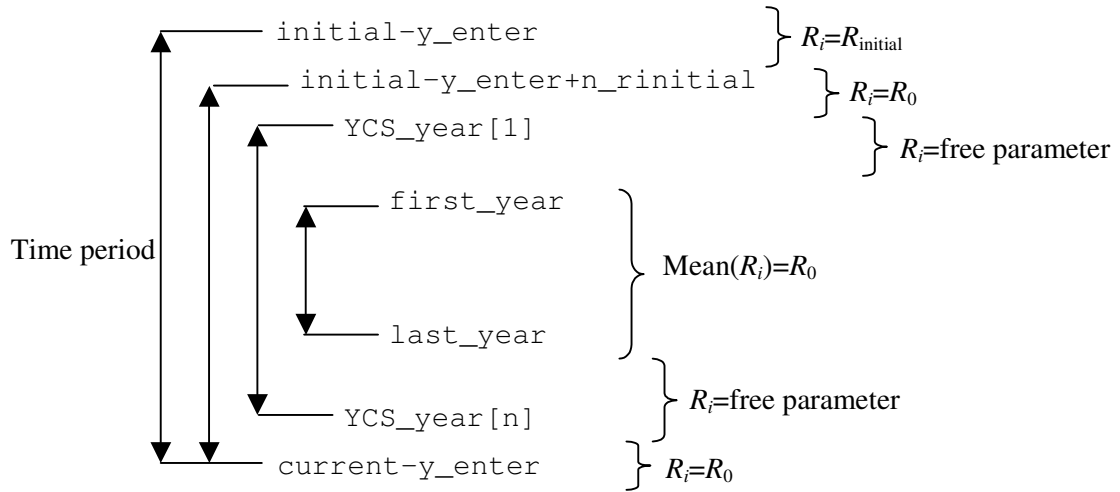 initial-y_enter
R_i=R_initial
initial-y_enter+n_rinitial
R_i=R_0
YCS_year[1]
R_i=free parameter
first_year
Time period
Mean(R_i)=R_0
last_year
R_i=free parameter
YCS_year[n]
current-y_enter
R_i=R_0